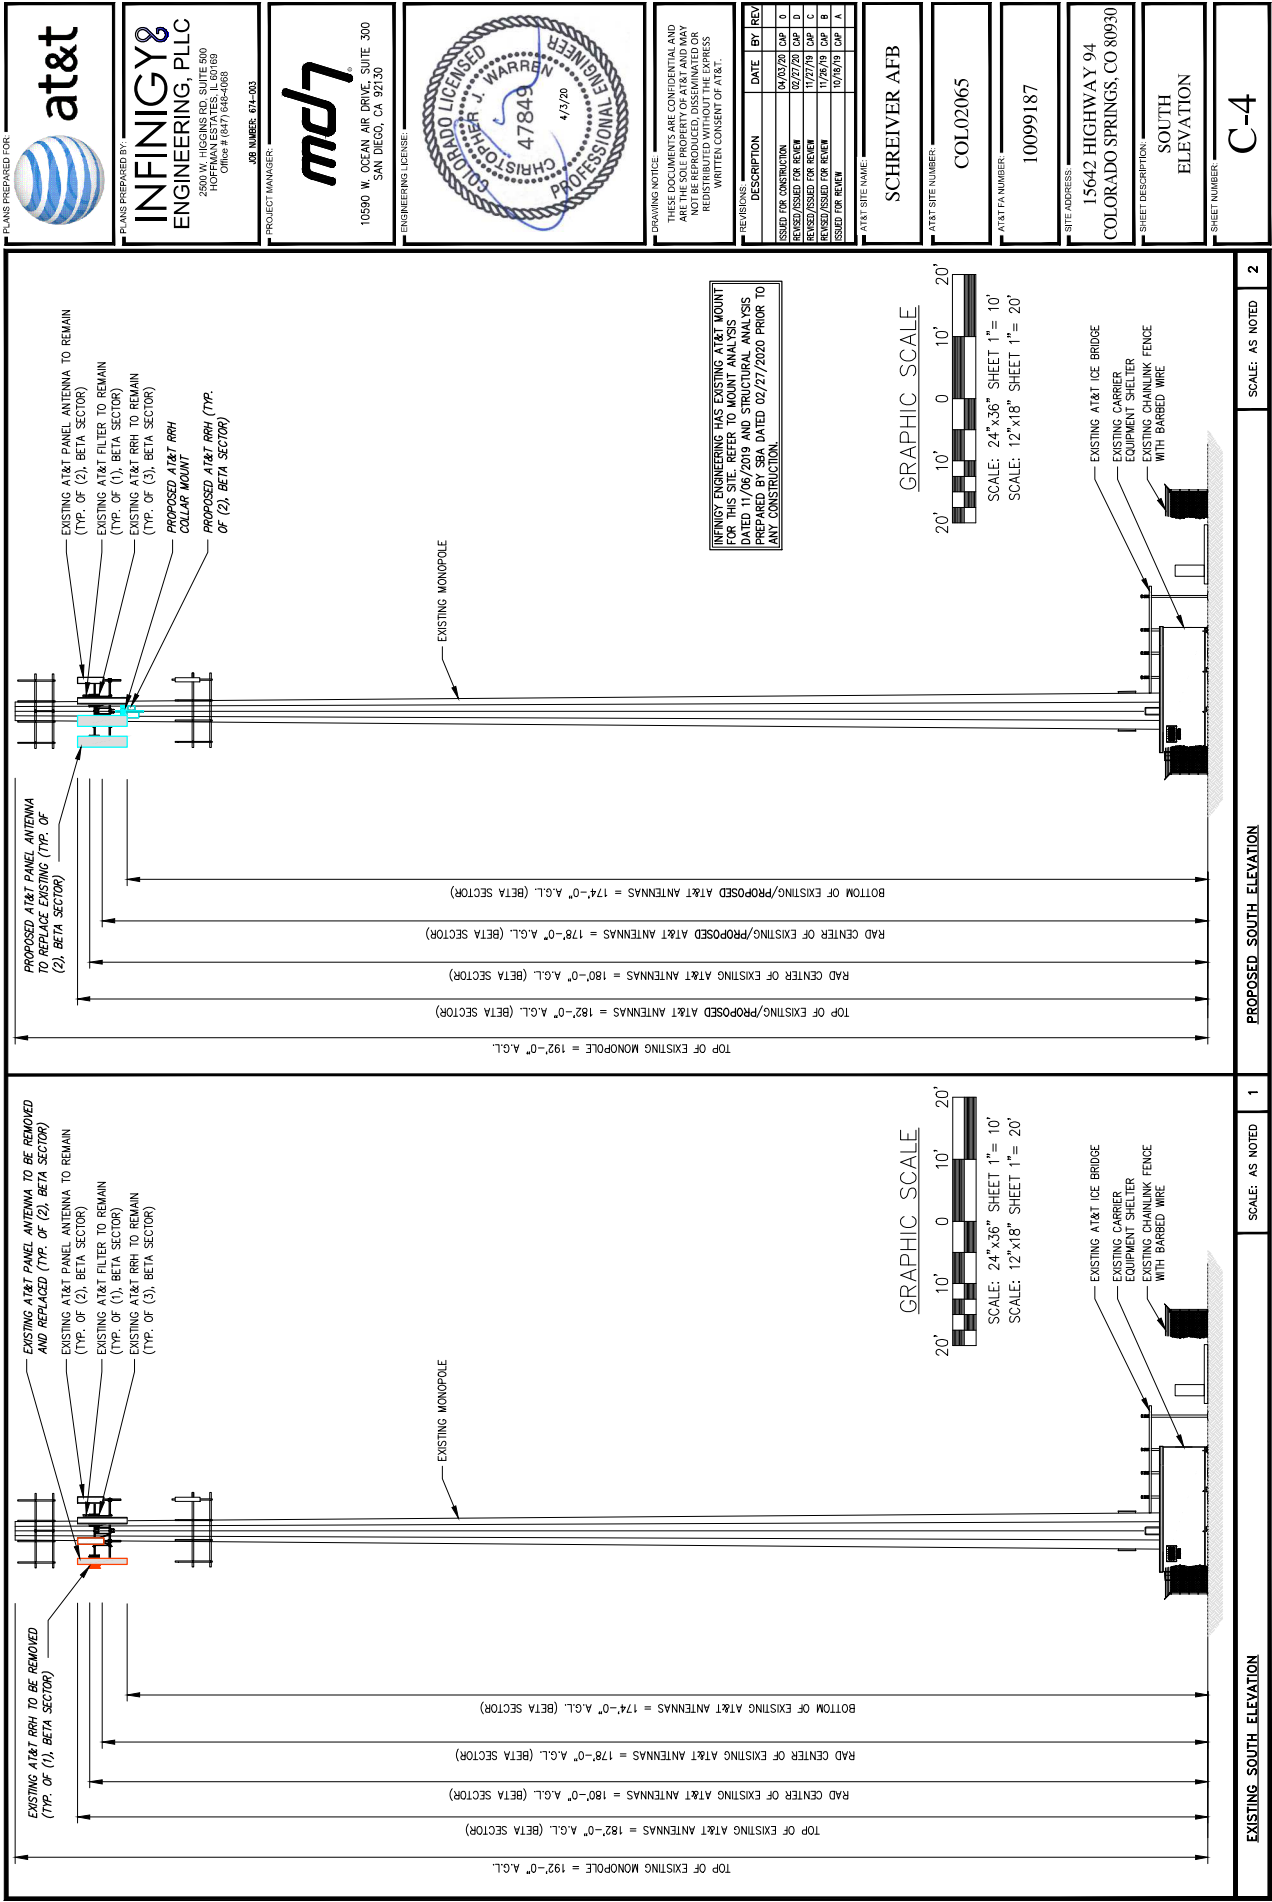 EXISTING AT&T RRH TO BE REMOVED
(TYP. OF (1), BETA SECTOR)
EXISTING AT&T PANEL ANTENNA TO BE REMOVED
AND REPLACED (TYP. OF (2), BETA SECTOR)
EXISTING AT&T PANEL ANTENNA TO REMAIN
(TYP. OF (2), BETA SECTOR)
EXISTING AT&T FILTER TO REMAIN
(TYP. OF (1), BETA SECTOR)
EXISTING AT&T RRH TO REMAIN
(TYP. OF (3), BETA SECTOR)
EXISTING MONOPOLE
TOP OF EXISTING MONOPOLE = 192'-0" A.G.L.
TOP OF EXISTING AT&T ANTENNAS = 182'-0" A.G.L. (BETA SECTOR)
RAD CENTER OF EXISTING AT&T ANTENNAS = 180'-0" A.G.L. (BETA SECTOR)
RAD CENTER OF EXISTING AT&T ANTENNAS = 178'-0" A.G.L. (BETA SECTOR)
BOTTOM OF EXISTING AT&T ANTENNAS = 174'-0" A.G.L. (BETA SECTOR)
GRAPHIC SCALE
20' 10' 0 10' 20'
SCALE: 24"x36" SHEET 1"= 10'
SCALE: 12"x18" SHEET 1"= 20'
EXISTING AT&T ICE BRIDGE
EXISTING CARRIER
EQUIPMENT SHELTER
EXISTING CHAINLINK FENCE
WITH BARBED WIRE
EXISTING SOUTH ELEVATION
SCALE: AS NOTED
1
PROPOSED AT&T PANEL ANTENNA
TO REPLACE EXISTING (TYP. OF
(2), BETA SECTOR)
EXISTING AT&T PANEL ANTENNA TO REMAIN
(TYP. OF (2), BETA SECTOR)
EXISTING AT&T FILTER TO REMAIN
(TYP. OF (1), BETA SECTOR)
EXISTING AT&T RRH TO REMAIN
(TYP. OF (3), BETA SECTOR)
PROPOSED AT&T RRH
COLLAR MOUNT
PROPOSED AT&T RRH (TYP.
OF (2), BETA SECTOR)
EXISTING MONOPOLE
TOP OF EXISTING MONOPOLE = 192'-0" A.G.L.
TOP OF EXISTING/PROPOSED AT&T ANTENNAS = 182'-0" A.G.L. (BETA SECTOR)
RAD CENTER OF EXISTING AT&T ANTENNAS = 180'-0" A.G.L. (BETA SECTOR)
RAD CENTER OF EXISTING/PROPOSED AT&T ANTENNAS = 178'-0" A.G.L. (BETA SECTOR)
BOTTOM OF EXISTING/PROPOSED AT&T ANTENNAS = 174'-0" A.G.L. (BETA SECTOR)
INFINIGY ENGINEERING HAS EXISTING AT&T MOUNT
FOR THIS SITE. REFER TO MOUNT ANALYSIS
DATED 11/06/2019 AND STRUCTURAL ANALYSIS
PREPARED BY SBA DATED 02/27/2020 PRIOR TO
ANY CONSTRUCTION.
GRAPHIC SCALE
20' 10' 0 10' 20'
SCALE: 24"x36" SHEET 1"= 10'
SCALE: 12"x18" SHEET 1"= 20'
EXISTING AT&T ICE BRIDGE
EXISTING CARRIER
EQUIPMENT SHELTER
EXISTING CHAINLINK FENCE
WITH BARBED WIRE
PROPOSED SOUTH ELEVATION
SCALE: AS NOTED
2
PLANS PREPARED FOR:
at&t
PLANS PREPARED BY:
INFINIGY&
ENGINEERING, PLLC
2500 W. HIGGINS RD. SUITE 500
HOFFMAN ESTATES, IL 60169
Office # (847) 648-4068
JOB NUMBER: 674-003
PROJECT MANAGER:
md7
10590 W. OCEAN AIR DRIVE, SUITE 300
SAN DIEGO, CA 92130
ENGINEERING LICENSE:
COLORADO LICENSED
CHRISTOPHER J. WARREN
47849
4/3/20
PROFESSIONAL ENGINEER
DRAWING NOTICE:
THESE DOCUMENTS ARE CONFIDENTIAL AND
ARE THE SOLE PROPERTY OF AT&T AND MAY
NOT BE REPRODUCED, DISSEMINATED OR
REDISTRIBUTED WITHOUT THE EXPRESS
WRITTEN CONSENT OF AT&T.
REVISIONS:
DESCRIPTION DATE BY REV
ISSUED FOR CONSTRUCTION 04/03/20 CAP 0
REVISED/ISSUED FOR REVIEW 02/27/20 CAP D
REVISED/ISSUED FOR REVIEW 11/27/19 CAP C
REVISED/ISSUED FOR REVIEW 11/26/19 CAP B
ISSUED FOR REVIEW 10/18/19 CAP A
AT&T SITE NAME:
SCHREIVER AFB
AT&T SITE NUMBER:
COL02065
AT&T FA NUMBER:
10099187
SITE ADDRESS:
15642 HIGHWAY 94
COLORADO SPRINGS, CO 80930
SHEET DESCRIPTION:
SOUTH
ELEVATION
SHEET NUMBER:
C-4